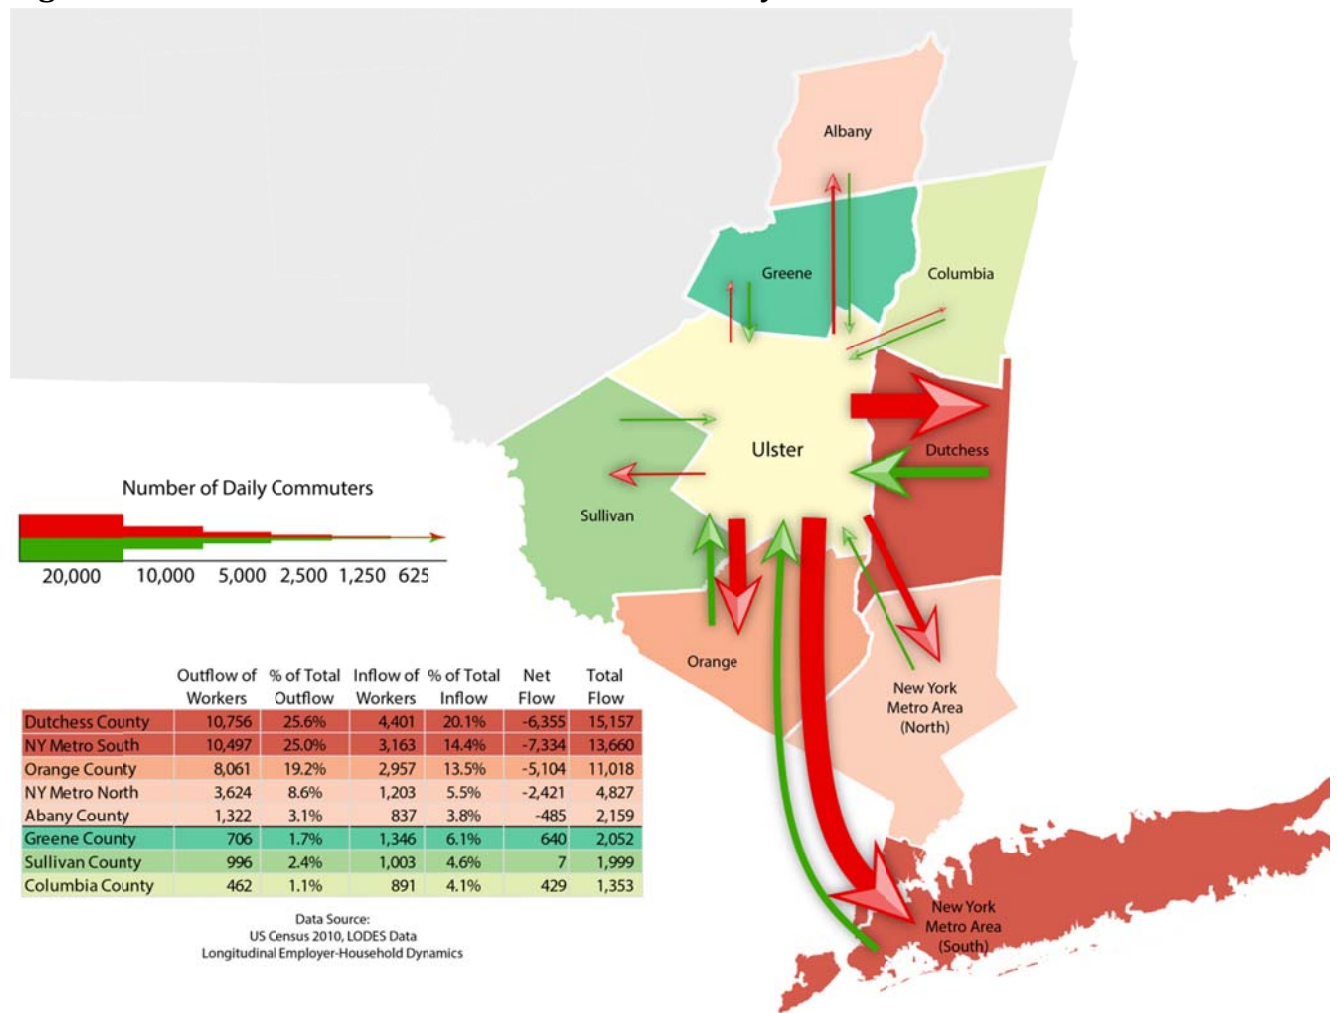 Albany
Greene
Columbia
Ulster
Dutchess
Sullivan
Orange
New York
Metro Area
(North)
New York
Metro Area
(South)
Number of Daily Commuters
20,000 10,000 5,000 2,500 1,250 625
Outflow of % of Total Inflow of % of Total Net Total
Workers Outflow Workers Inflow Flow Flow
Dutchess County 10,756 25.6% 4,401 20.1% -6,355 15,157
NY Metro South 10,497 25.0% 3,163 14.4% -7,334 13,660
Orange County 8,061 19.2% 2,957 13.5% -5,104 11,018
NY Metro North 3,624 8.6% 1,203 5.5% -2,421 4,827
Abany County 1,322 3.1% 837 3.8% -485 2,159
Greene County 706 1.7% 1,346 6.1% 640 2,052
Sullivan County 996 2.4% 1,003 4.6% 7 1,999
Columbia County 462 1.1% 891 4.1% 429 1,353
Data Source:
US Census 2010, LODES Data
Longitudinal Employer-Household Dynamics